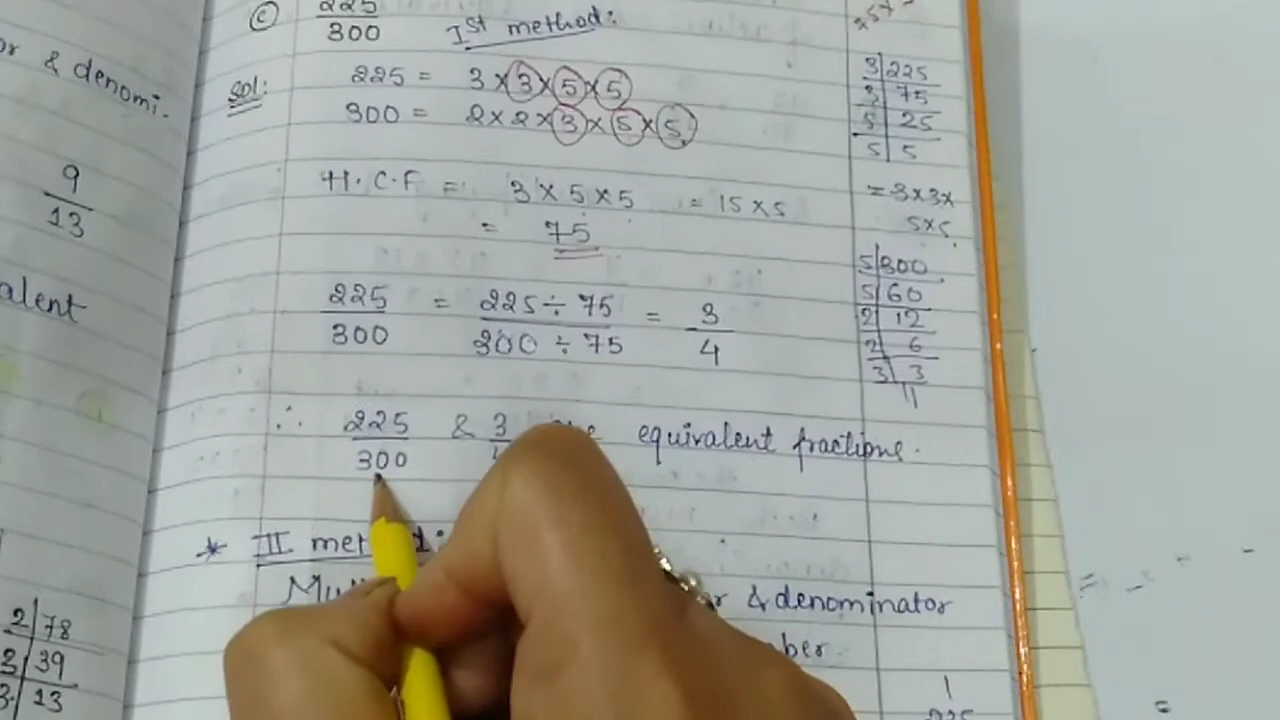 & denomi.
9
13
alent
2 78
3 39
3 13
(C) 225
300 Ist method:
Sol: 225 = 3 × 3 × 5 × 5
300 = 2 × 2 × 3 × 5 × 5
H.C.F = 3 × 5 × 5 = 15 × 5
= 75
225 = 225 ÷ 75 = 3
300 300 ÷ 75 4
∴ 225 & 3 equivalent fractions.
300
* II
& denominator
3 225
3 75
5 25
5 5
= 3×3×
5×5.
5 300
5 60
2 12
2 6
3 3
1